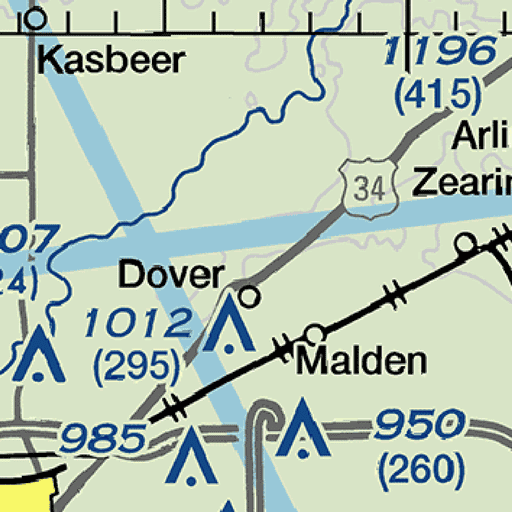 Kasbeer
1196
(415)
Arli
34
Zearin
07
24)
Dover
1012
(295)
Malden
985
950
(260)